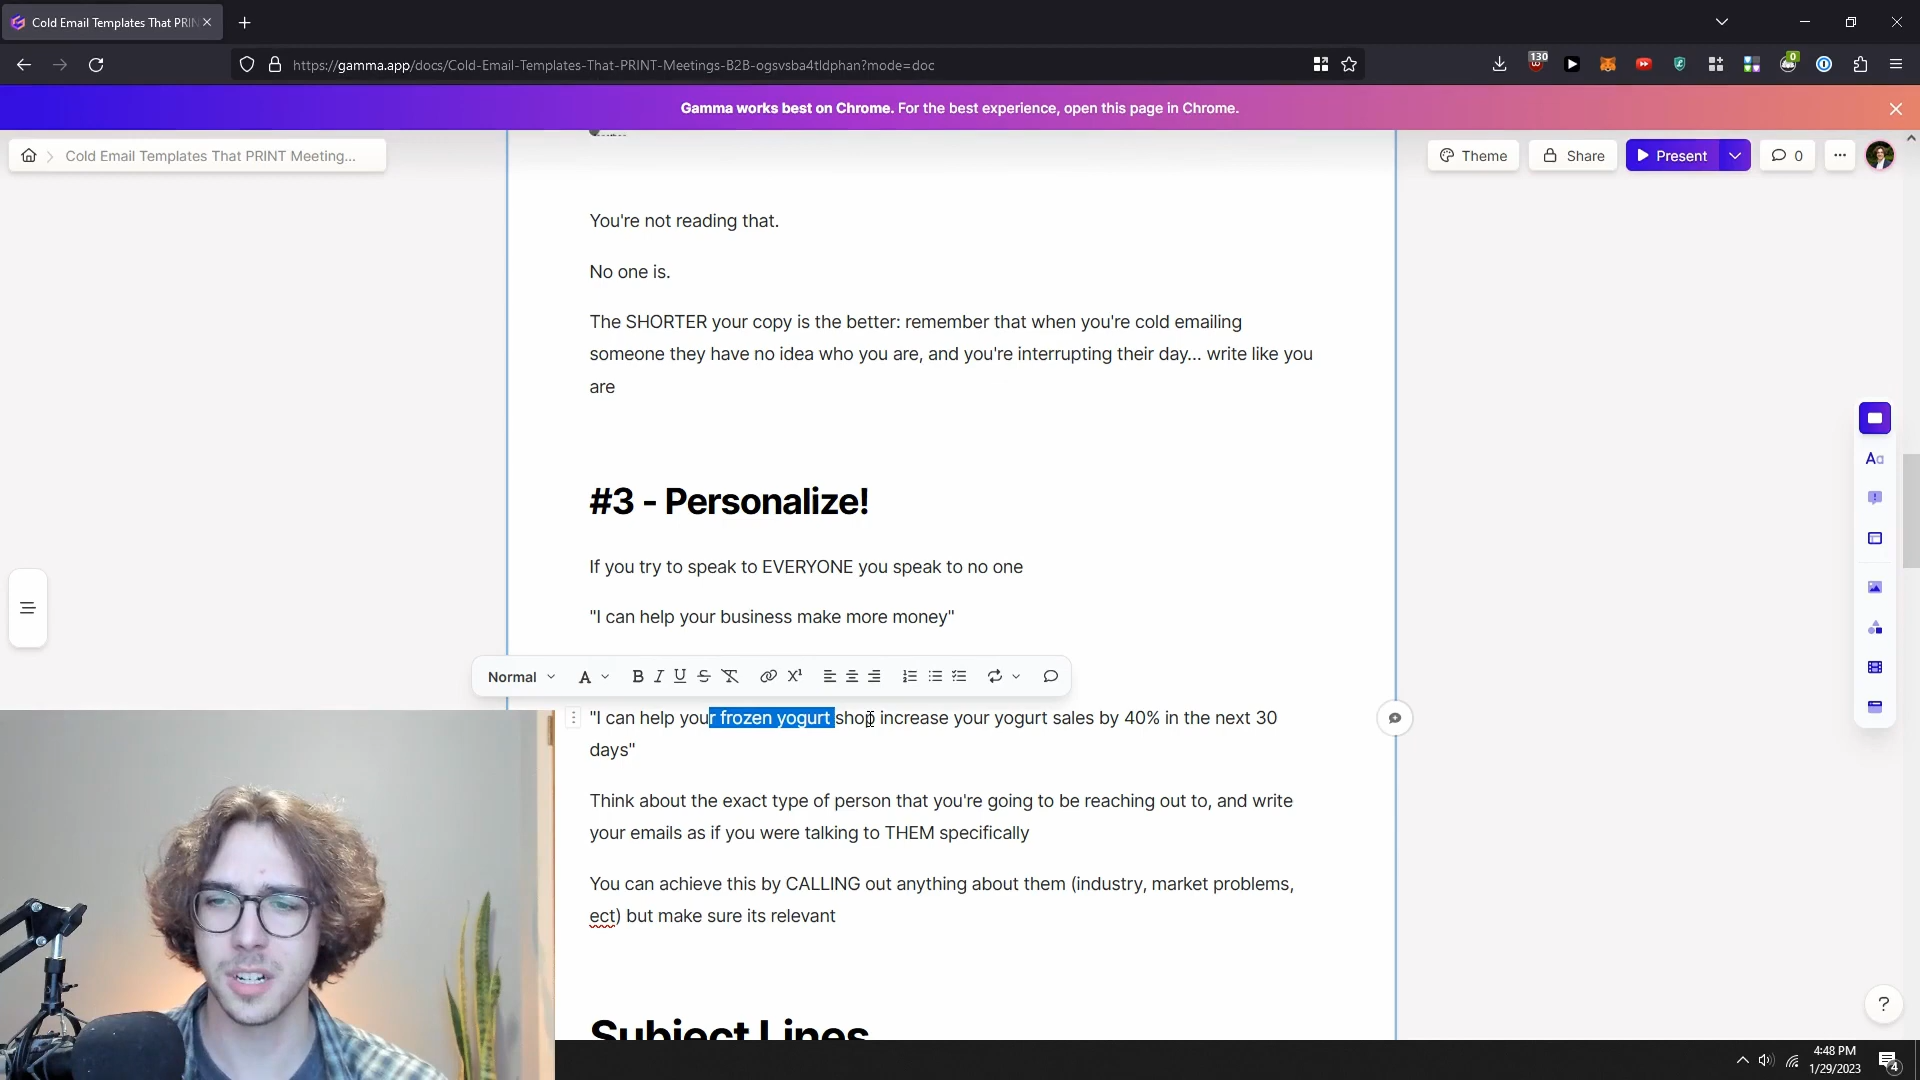 Cold Email Templates That PRIN
https://gamma.app/docs/Cold-Email-Templates-That-PRINT-Meetings-B2B-ogsvsba4tldphan?mode=doc
130
0
Gamma works best on Chrome. For the best experience, open this page in Chrome.
Cold Email Templates That PRINT Meeting...
Theme
Share
Present
0
You're not reading that.
No one is.
The SHORTER your copy is the better: remember that when you're cold emailing
someone they have no idea who you are, and you're interrupting their day... write like you
are
Aa
#3 - Personalize!
If you try to speak to EVERYONE you speak to no one
"I can help your business make more money"
Normal
A
B I U S T X¹
"I can help your frozen yogurt shop increase your yogurt sales by 40% in the next 30
days"
Think about the exact type of person that you're going to be reaching out to, and write
your emails as if you were talking to THEM specifically
You can achieve this by CALLING out anything about them (industry, market problems,
ect) but make sure its relevant
Subject Lines
?
4:48 PM
1/29/2023
4